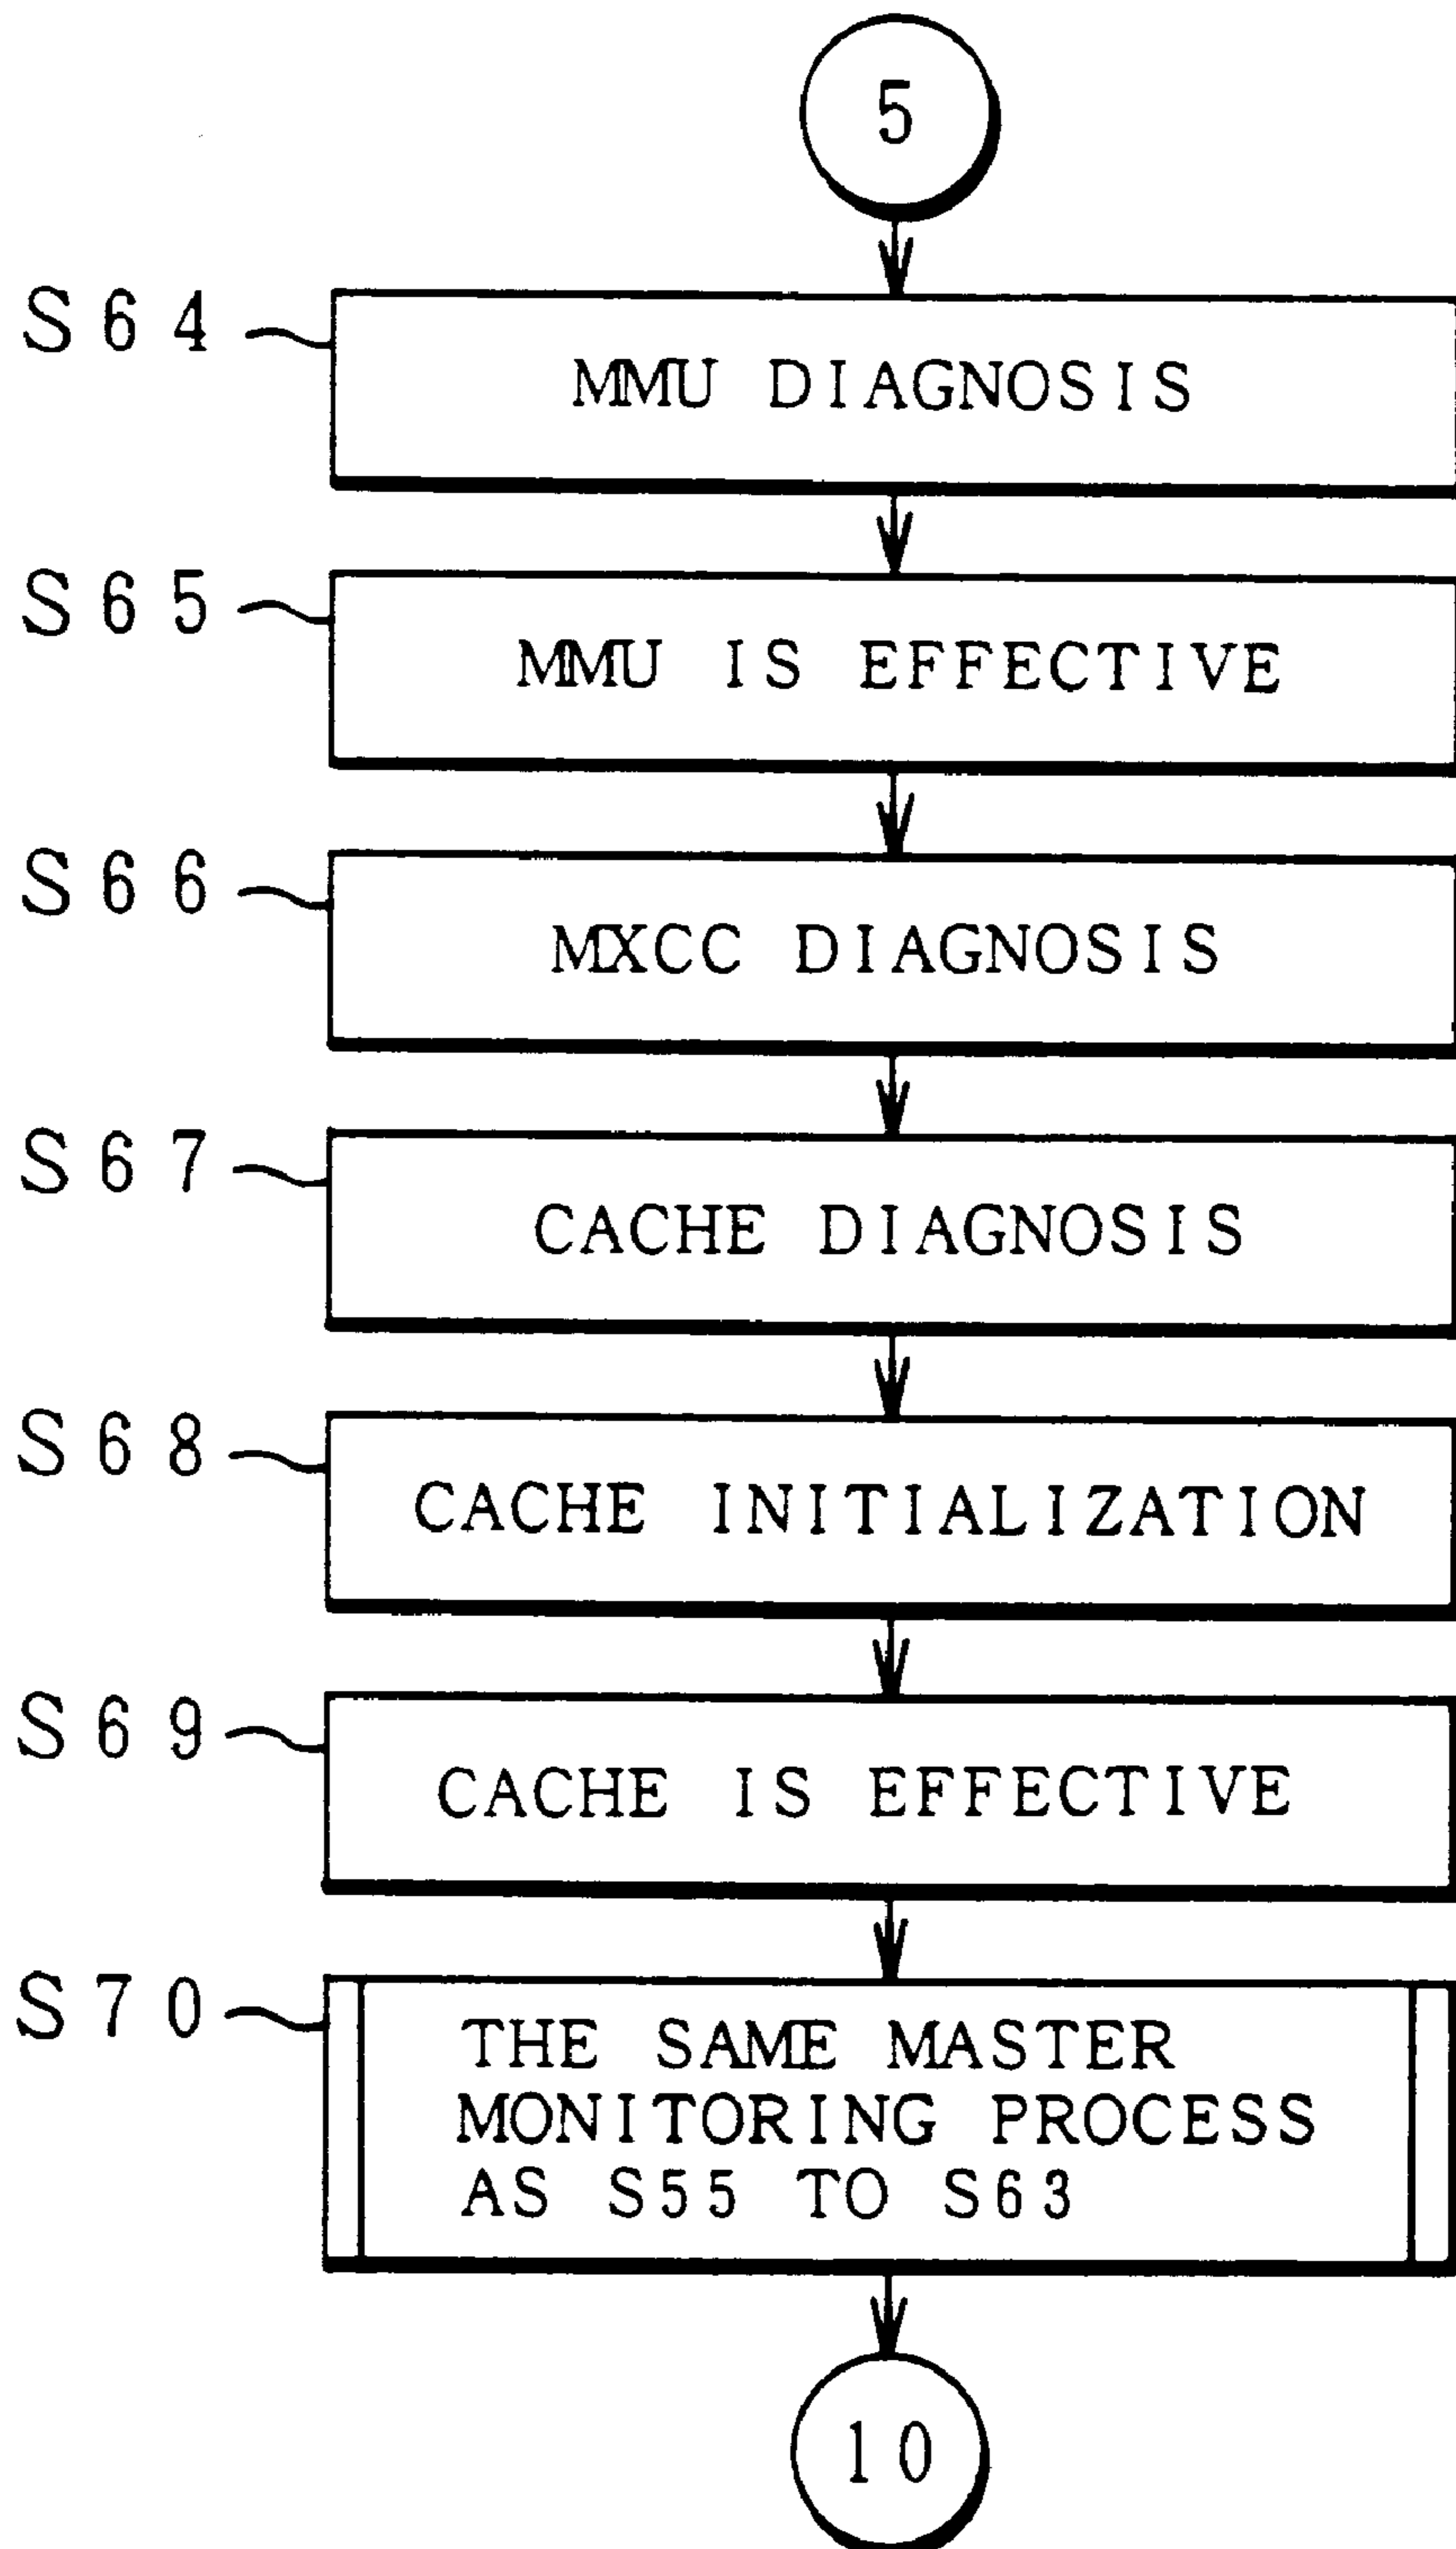 5
S64
MMU DIAGNOSIS
S65
MMU IS EFFECTIVE
S66
MXCC DIAGNOSIS
S67
CACHE DIAGNOSIS
S68
CACHE INITIALIZATION
S69
CACHE IS EFFECTIVE
S70
THE SAME MASTER
MONITORING PROCESS
AS S55 TO S63
10